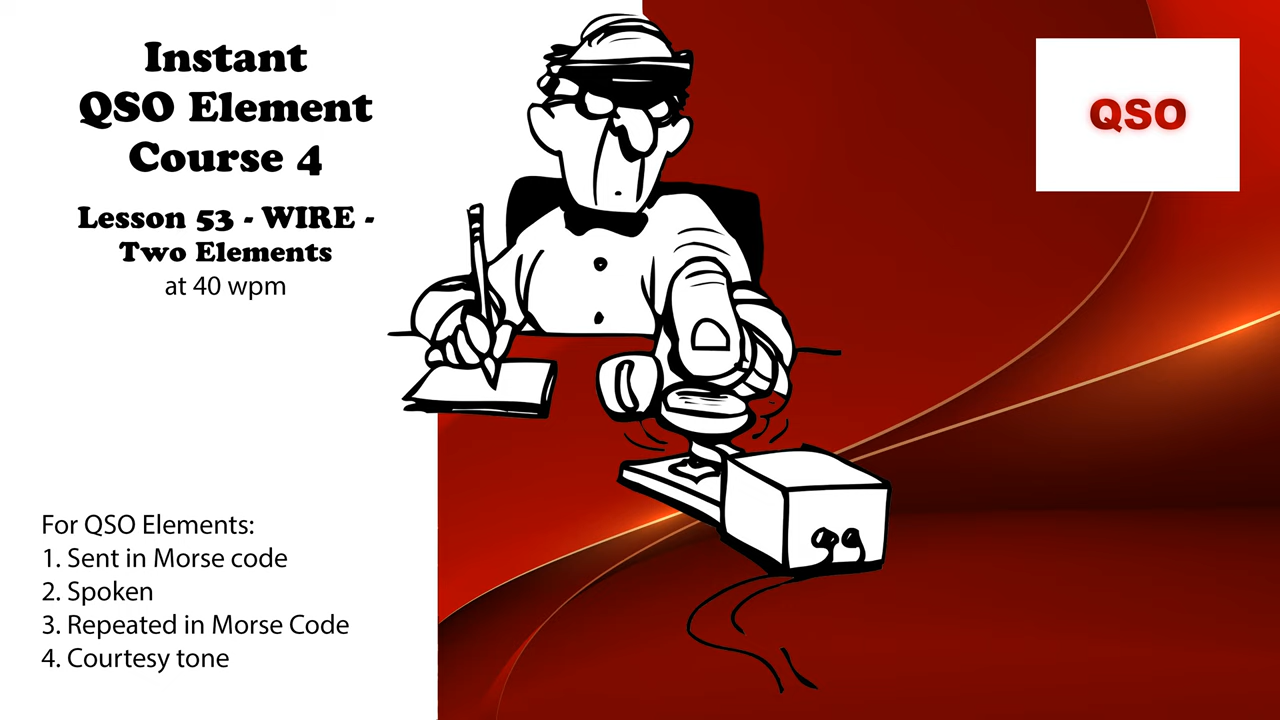 Instant
QSO Element
Course 4
Lesson 53 - WIRE -
Two Elements
at 40 wpm
QSO
For QSO Elements:
1. Sent in Morse code
2. Spoken
3. Repeated in Morse Code
4. Courtesy tone